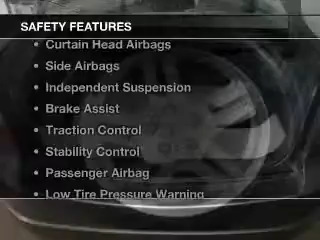 SAFETY FEATURES
• Curtain Head Airbags
• Side Airbags
• Independent Suspension
• Brake Assist
• Traction Control
• Stability Control
• Passenger Airbag
• Low Tire Pressure Warning